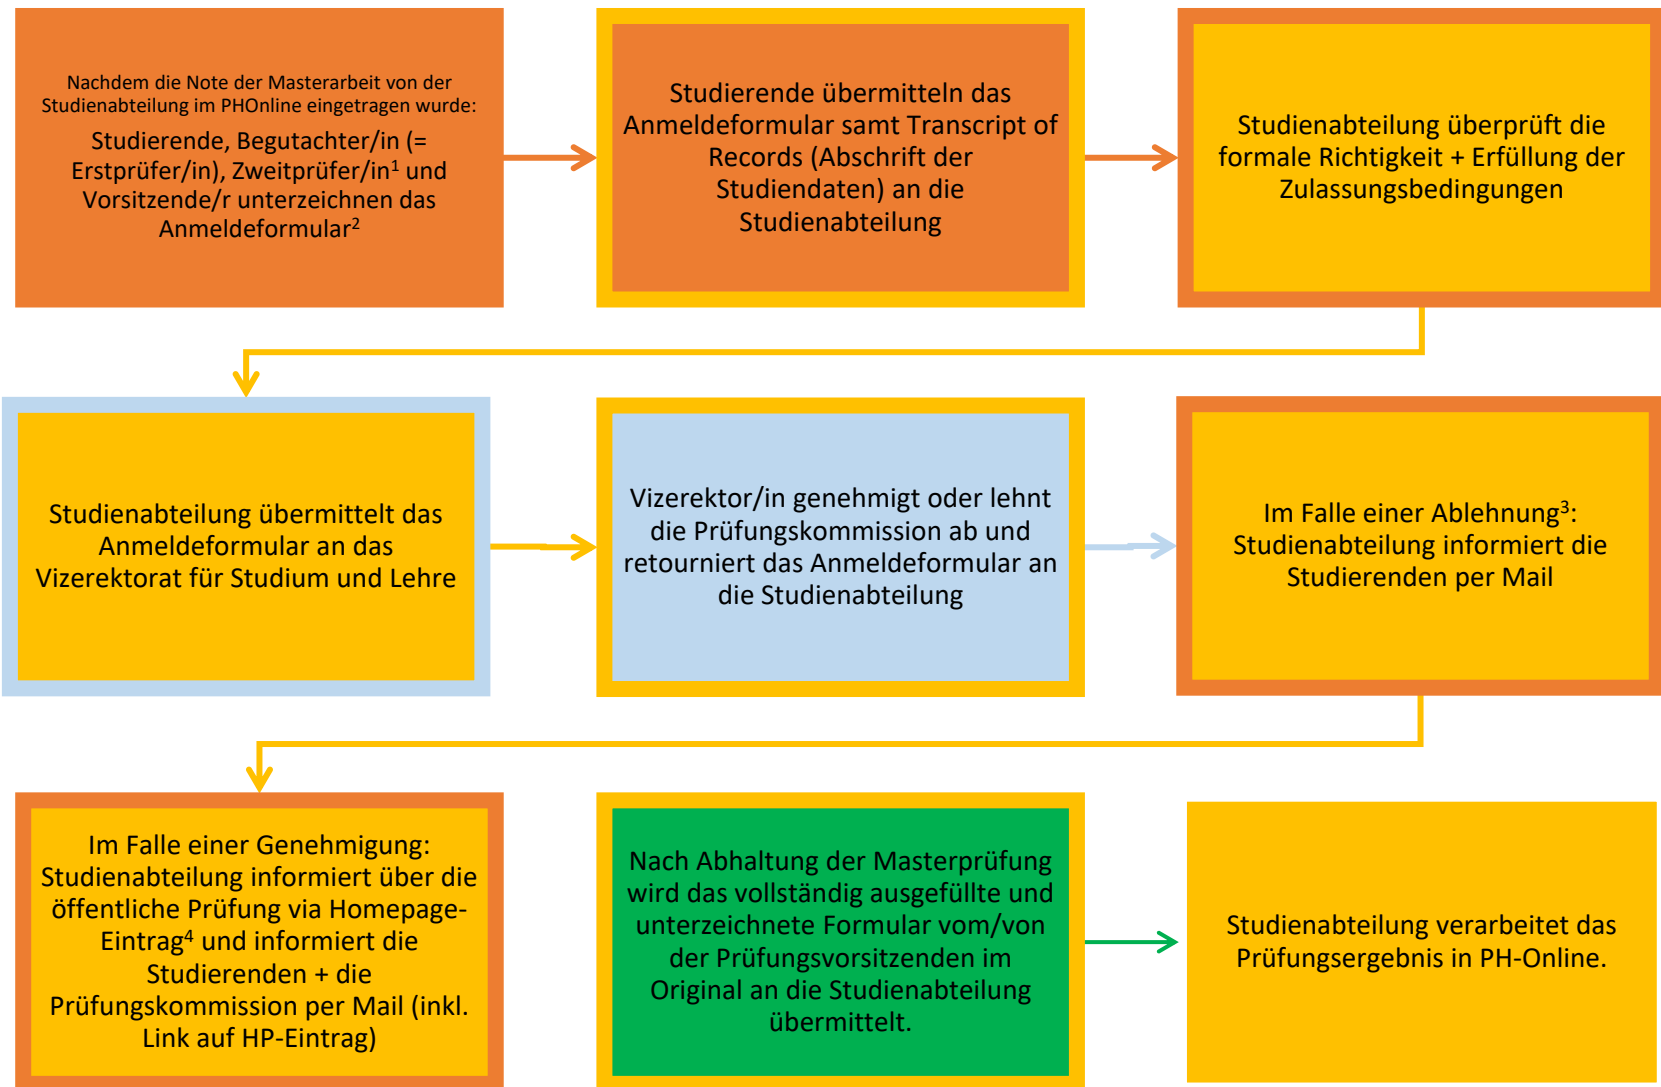 Nachdem die Note der Masterarbeit von der
Studienabteilung im PHOnline eingetragen wurde:
Studierende, Begutachter/in (=
Erstprüfer/in), Zweitprüfer/in¹ und
Vorsitzende/r unterzeichnen das
Anmeldeformular²
Studierende übermitteln das
Anmeldeformular samt Transcript of
Records (Abschrift der
Studiendaten) an die
Studienabteilung
Studienabteilung überprüft die
formale Richtigkeit + Erfüllung der
Zulassungsbedingungen
Studienabteilung übermittelt das
Anmeldeformular an das
Vizerektorat für Studium und Lehre
Vizerektor/in genehmigt oder lehnt
die Prüfungskommission ab und
retourniert das Anmeldeformular an
die Studienabteilung
Im Falle einer Ablehnung³:
Studienabteilung informiert die
Studierenden per Mail
Im Falle einer Genehmigung:
Studienabteilung informiert über die
öffentliche Prüfung via Homepage-
Eintrag⁴ und informiert die
Studierenden + die
Prüfungskommission per Mail (inkl.
Link auf HP-Eintrag)
Nach Abhaltung der Masterprüfung
wird das vollständig ausgefüllte und
unterzeichnete Formular vom/von
der Prüfungsvorsitzenden im
Original an die Studienabteilung
übermittelt.
Studienabteilung verarbeitet das
Prüfungsergebnis in PH-Online.